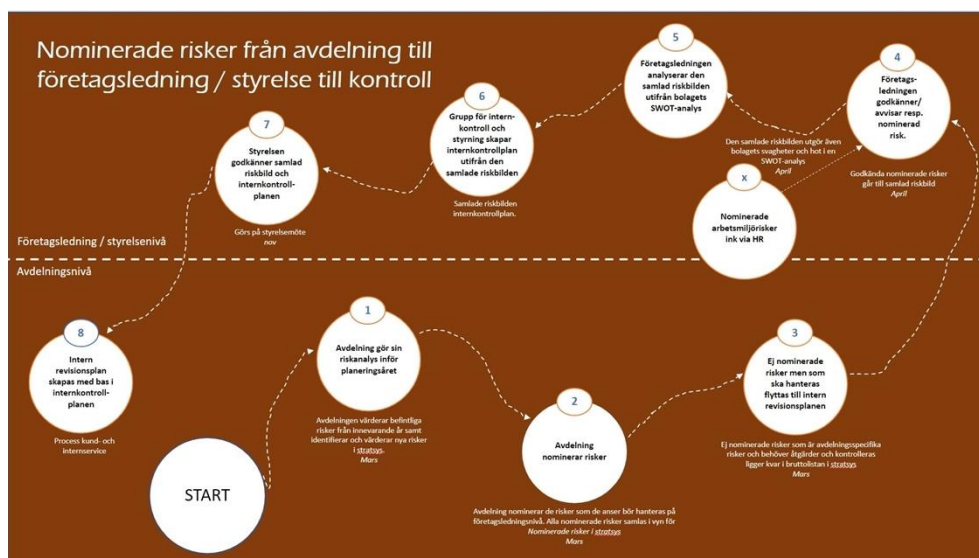 Nominerade risker från avdelning till
företagsledning / styrelse till kontroll
START
1
Avdelning gör sin
riskanalys inför
planeringsåret
Avdelningen värderar befintliga
risker från innevarande år samt
identifierar och värderar nya risker
i stratsys.
Mars
2
Avdelning
nominerar risker
Avdelning nominerar de risker som de anser bör hanteras på
företagsledningsnivå. Alla nominerade risker samlas i vyn för
Nominerade risker i stratsys
Mars
3
Ej nominerade
risker men som
ska hanteras
flyttas till intern
revisionsplanen
Ej nominerade risker som är avdelningsspecifika
risker och behöver åtgärder och kontrolleras
ligger kvar i bruttolistan i stratsys
Mars
4
Företags-
ledningen
godkänner/
avvisar resp.
nominerad
risk.
Godkända nominerade risker
går till samlad riskbild
April
x
Nominerade
arbetsmiljörisker
ink via HR
5
Företagsledningen
analyserar den
samlad riskbilden
utifrån bolagets
SWOT-analys
Den samlade riskbilden utgör även
bolagets svagheter och hot i en
SWOT-analys
April
6
Grupp för intern-
kontroll och
styrning skapar
internkontrollplan
utifrån den
samlade riskbilden
Samlade riskbilden
internkontrollplan.
7
Styrelsen
godkänner samlad
riskbild och
internkontroll-
planen
Görs på styrelsemöte
nov
Företagsledning / styrelsenivå
Avdelningsnivå
8
Intern
revisionsplan
skapas med bas i
internkontroll-
planen
Process kund- och
internservice